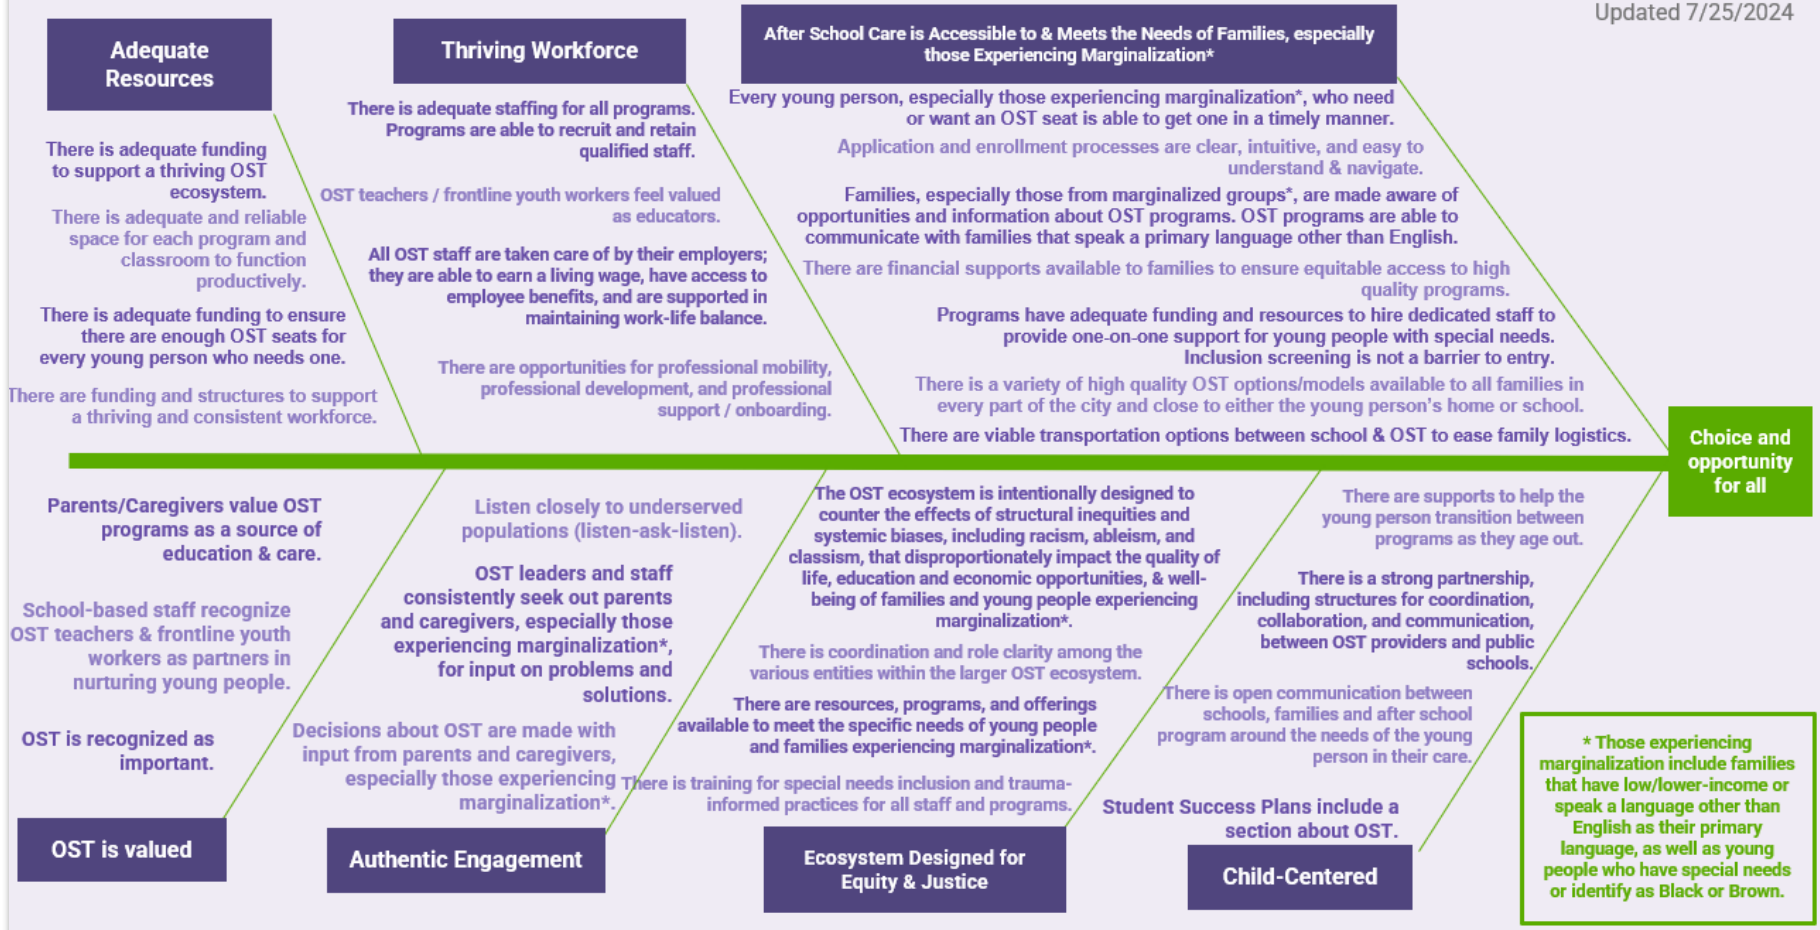 Updated 7/25/2024
Adequate
Resources
There is adequate funding
to support a thriving OST
ecosystem.
There is adequate and reliable
space for each program and
classroom to function
productively.
There is adequate funding to ensure
there are enough OST seats for
every young person who needs one.
There are funding and structures to support
a thriving and consistent workforce.
Thriving Workforce
There is adequate staffing for all programs.
Programs are able to recruit and retain
qualified staff.
OST teachers / frontline youth workers feel valued
as educators.
All OST staff are taken care of by their employers;
they are able to earn a living wage, have access to
employee benefits, and are supported in
maintaining work-life balance.
There are opportunities for professional mobility,
professional development, and professional
support / onboarding.
After School Care is Accessible to & Meets the Needs of Families, especially
those Experiencing Marginalization*
Every young person, especially those experiencing marginalization*, who need
or want an OST seat is able to get one in a timely manner.
Application and enrollment processes are clear, intuitive, and easy to
understand & navigate.
Families, especially those from marginalized groups*, are made aware of
opportunities and information about OST programs. OST programs are able to
communicate with families that speak a primary language other than English.
There are financial supports available to families to ensure equitable access to high
quality programs.
Programs have adequate funding and resources to hire dedicated staff to
provide one-on-one support for young people with special needs.
Inclusion screening is not a barrier to entry.
There is a variety of high quality OST options/models available to all families in
every part of the city and close to either the young person's home or school.
There are viable transportation options between school & OST to ease family logistics.
Choice and
opportunity
for all
Parents/Caregivers value OST
programs as a source of
education & care.
School-based staff recognize
OST teachers & frontline youth
workers as partners in
nurturing young people.
OST is recognized as
important.
OST is valued
Listen closely to underserved
populations (listen-ask-listen).
OST leaders and staff
consistently seek out parents
and caregivers, especially those
experiencing marginalization*,
for input on problems and
solutions.
Decisions about OST are made with
input from parents and caregivers,
especially those experiencing
marginalization*.
Authentic Engagement
The OST ecosystem is intentionally designed to
counter the effects of structural inequities and
systemic biases, including racism, ableism, and
classism, that disproportionately impact the quality of
life, education and economic opportunities, & well-
being of families and young people experiencing
marginalization*.
There is coordination and role clarity among the
various entities within the larger OST ecosystem.
There are resources, programs, and offerings
available to meet the specific needs of young people
and families experiencing marginalization*.
There is training for special needs inclusion and trauma-
informed practices for all staff and programs.
Ecosystem Designed for
Equity & Justice
There are supports to help the
young person transition between
programs as they age out.
There is a strong partnership,
including structures for coordination,
collaboration, and communication,
between OST providers and public
schools.
There is open communication between
schools, families and after school
program around the needs of the young
person in their care.
Student Success Plans include a
section about OST.
Child-Centered
* Those experiencing
marginalization include families
that have low/lower-income or
speak a language other than
English as their primary
language, as well as young
people who have special needs
or identify as Black or Brown.